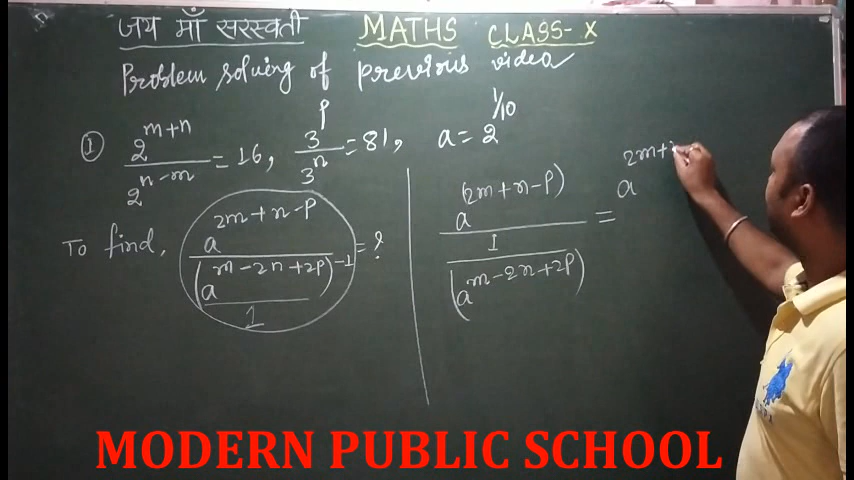 जय माँ सरस्वती MATHS CLASS-X
Problem solving of previous video
① 2^{m+n} / 2^{n-m} = 16, 3^p / 3^n = 81, a = 2^{1/10}
To find, a^{2m+n-p} / (a^{m-2n+2p})^{-1} = ?
1
a^{(2m+n-p)} / (1 / (a^{m-2n+2p})) = a^{2m+
MODERN PUBLIC SCHOOL